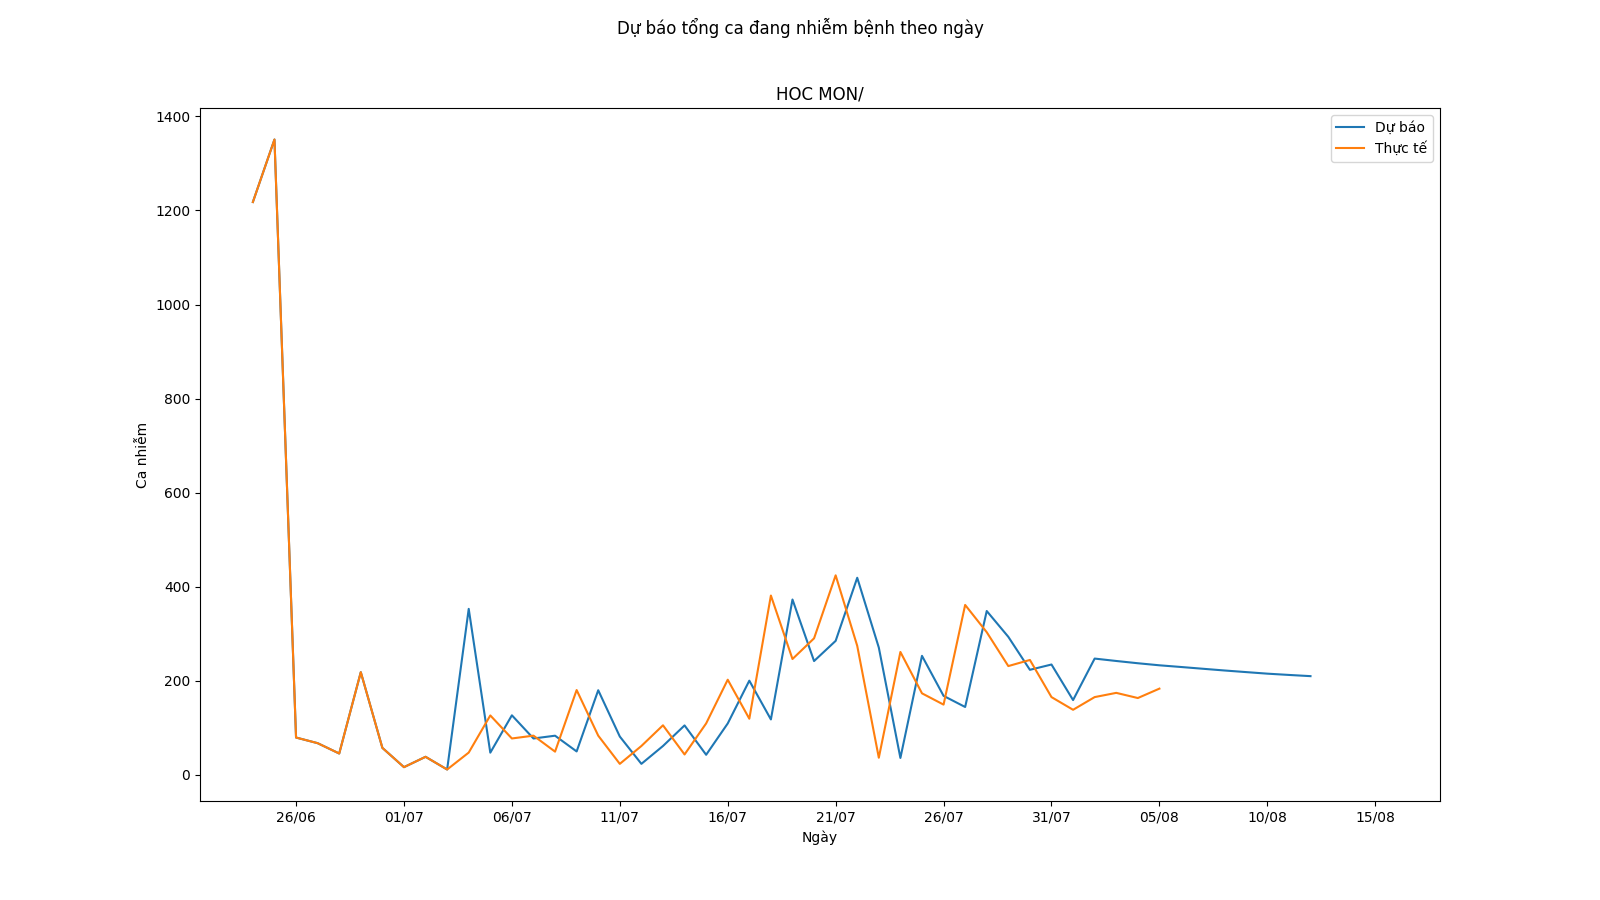 Dự báo tổng ca đang nhiễm bệnh theo ngày
HOC MON/
1400
1200
1000
800
600
400
200
0
Ca nhiễm
Dự báo
Thực tế
26/06 01/07 06/07 11/07 16/07 21/07 26/07 31/07 05/08 10/08 15/08
Ngày